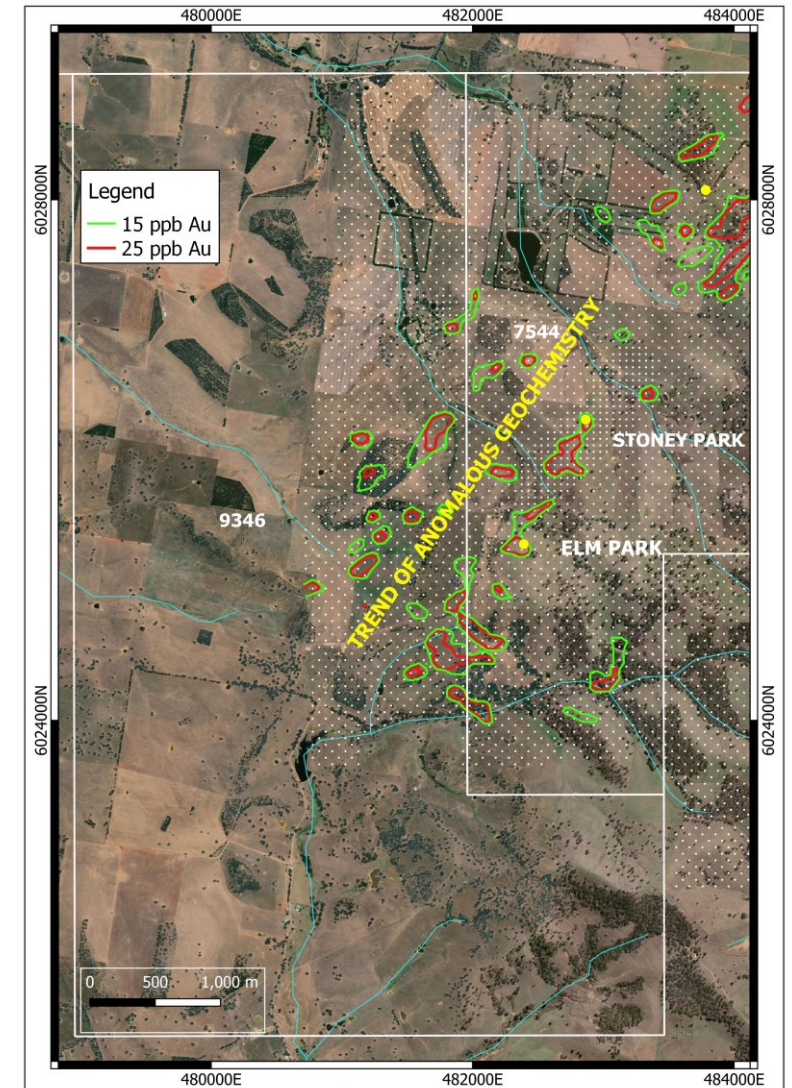 480000E 482000E 484000E
6028000N
6028000N
Legend
15 ppb Au
25 ppb Au
7544
TREND OF ANOMALOUS GEOCHEMISTRY
STONEY PARK
9346
ELM PARK
6024000N
6024000N
0 500 1,000 m
480000E 482000E 484000E